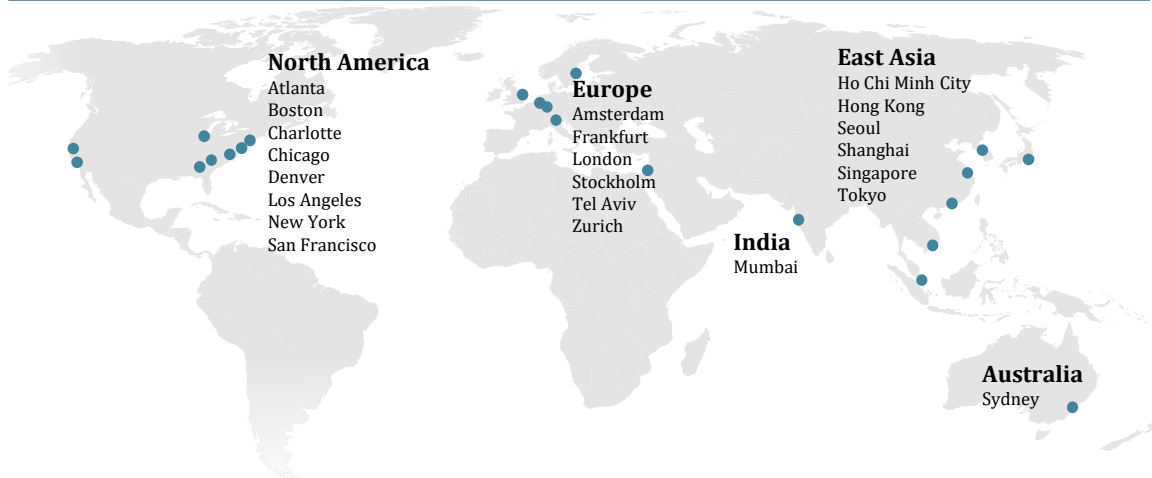 North America
Atlanta
Boston
Charlotte
Chicago
Denver
Los Angeles
New York
San Francisco
Europe
Amsterdam
Frankfurt
London
Stockholm
Tel Aviv
Zurich
India
Mumbai
East Asia
Ho Chi Minh City
Hong Kong
Seoul
Shanghai
Singapore
Tokyo
Australia
Sydney